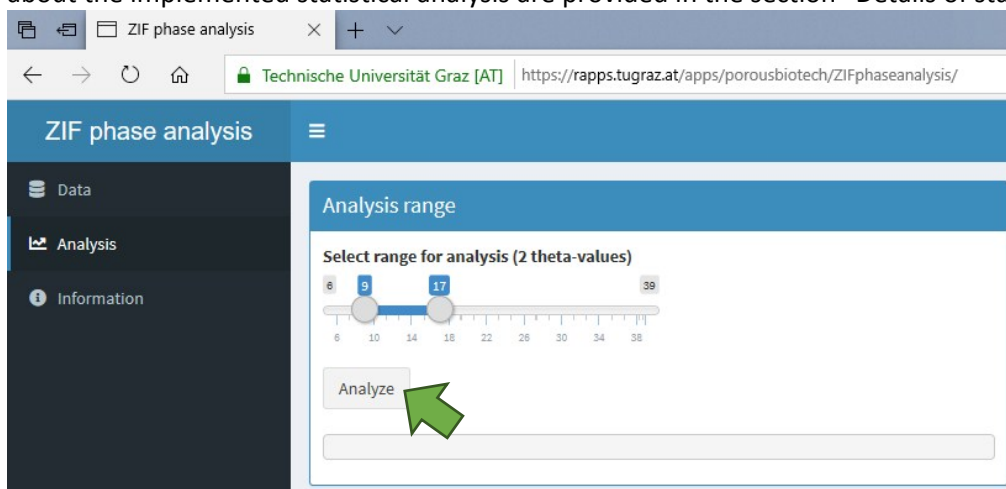 about the implemented statistical analysis are provided in the section "Details of sta
ZIF phase analysis
Technische Universität Graz [AT] https://rapps.tugraz.at/apps/porousbiotech/ZIFphaseanalysis/
ZIF phase analysis
Data
Analysis range
Analysis
Select range for analysis (2 theta-values)
6 9 17 39
Information
6 10 14 18 22 26 30 34 38
Analyze